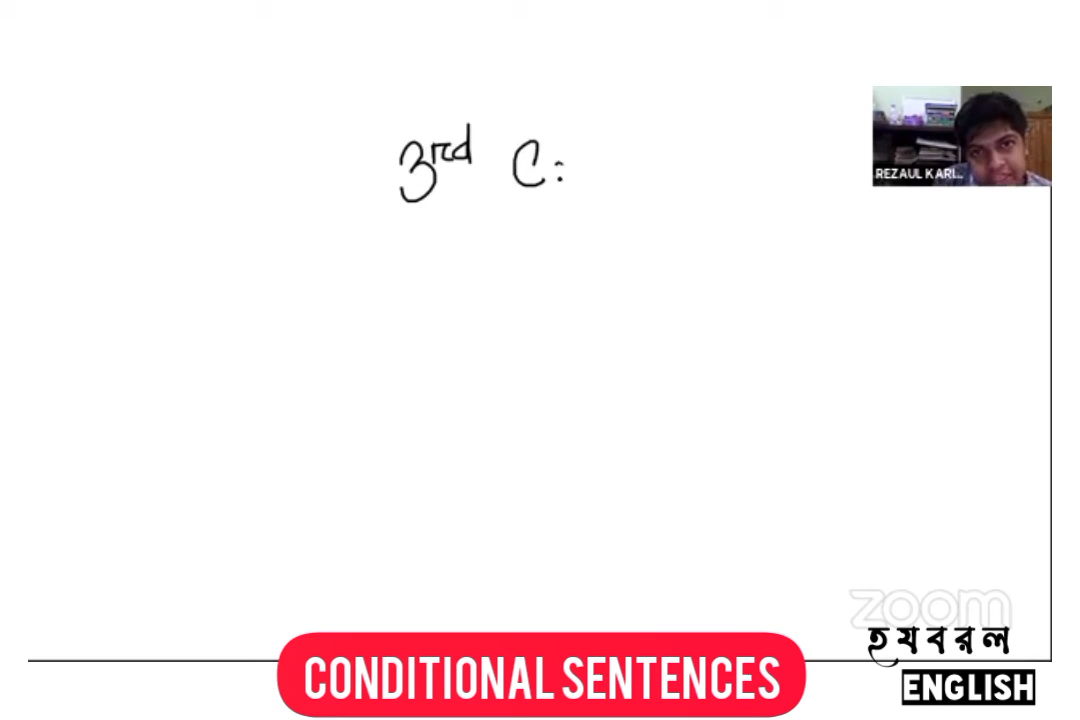 3rd C:
REZAUL KARI...
zoom
হযবরল
ENGLISH
CONDITIONAL SENTENCES